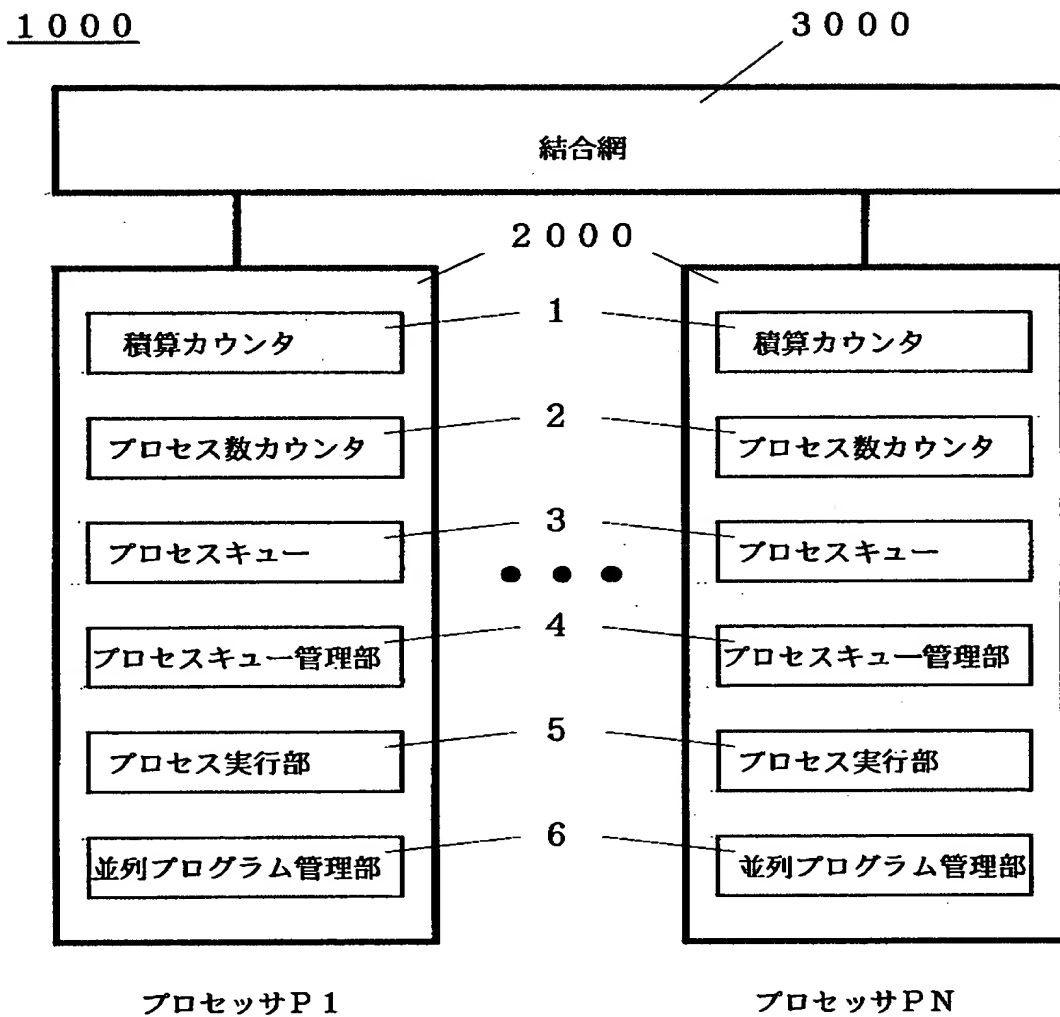 1000
3000
結合網
2000
積算カウンタ
1
積算カウンタ
プロセス数カウンタ
2
プロセス数カウンタ
プロセスキュー
3
プロセスキュー
プロセスキュー管理部
4
プロセスキュー管理部
プロセス実行部
5
プロセス実行部
並列プログラム管理部
6
並列プログラム管理部
プロセッサP1
プロセッサPN